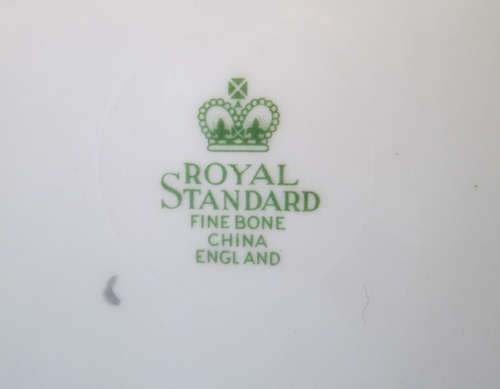 ROYAL
STANDARD
FINE BONE
CHINA
ENGLAND